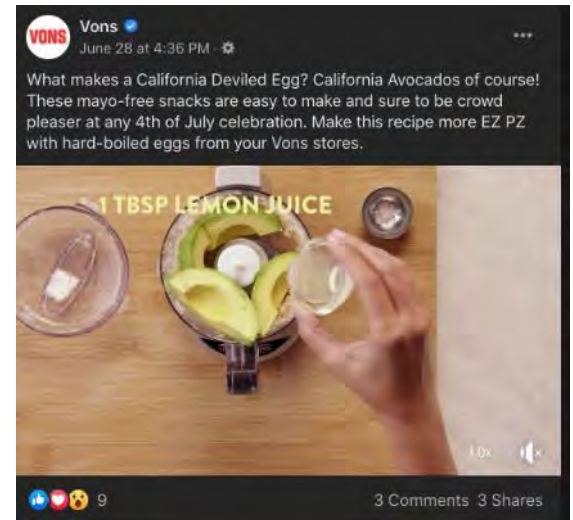 VONS
Vons
June 28 at 4:36 PM ·
What makes a California Deviled Egg? California Avocados of course!
These mayo-free snacks are easy to make and sure to be crowd
pleaser at any 4th of July celebration. Make this recipe more EZ PZ
with hard-boiled eggs from your Vons stores.
1 TBSP LEMON JUICE
1.0x
9
3 Comments 3 Shares